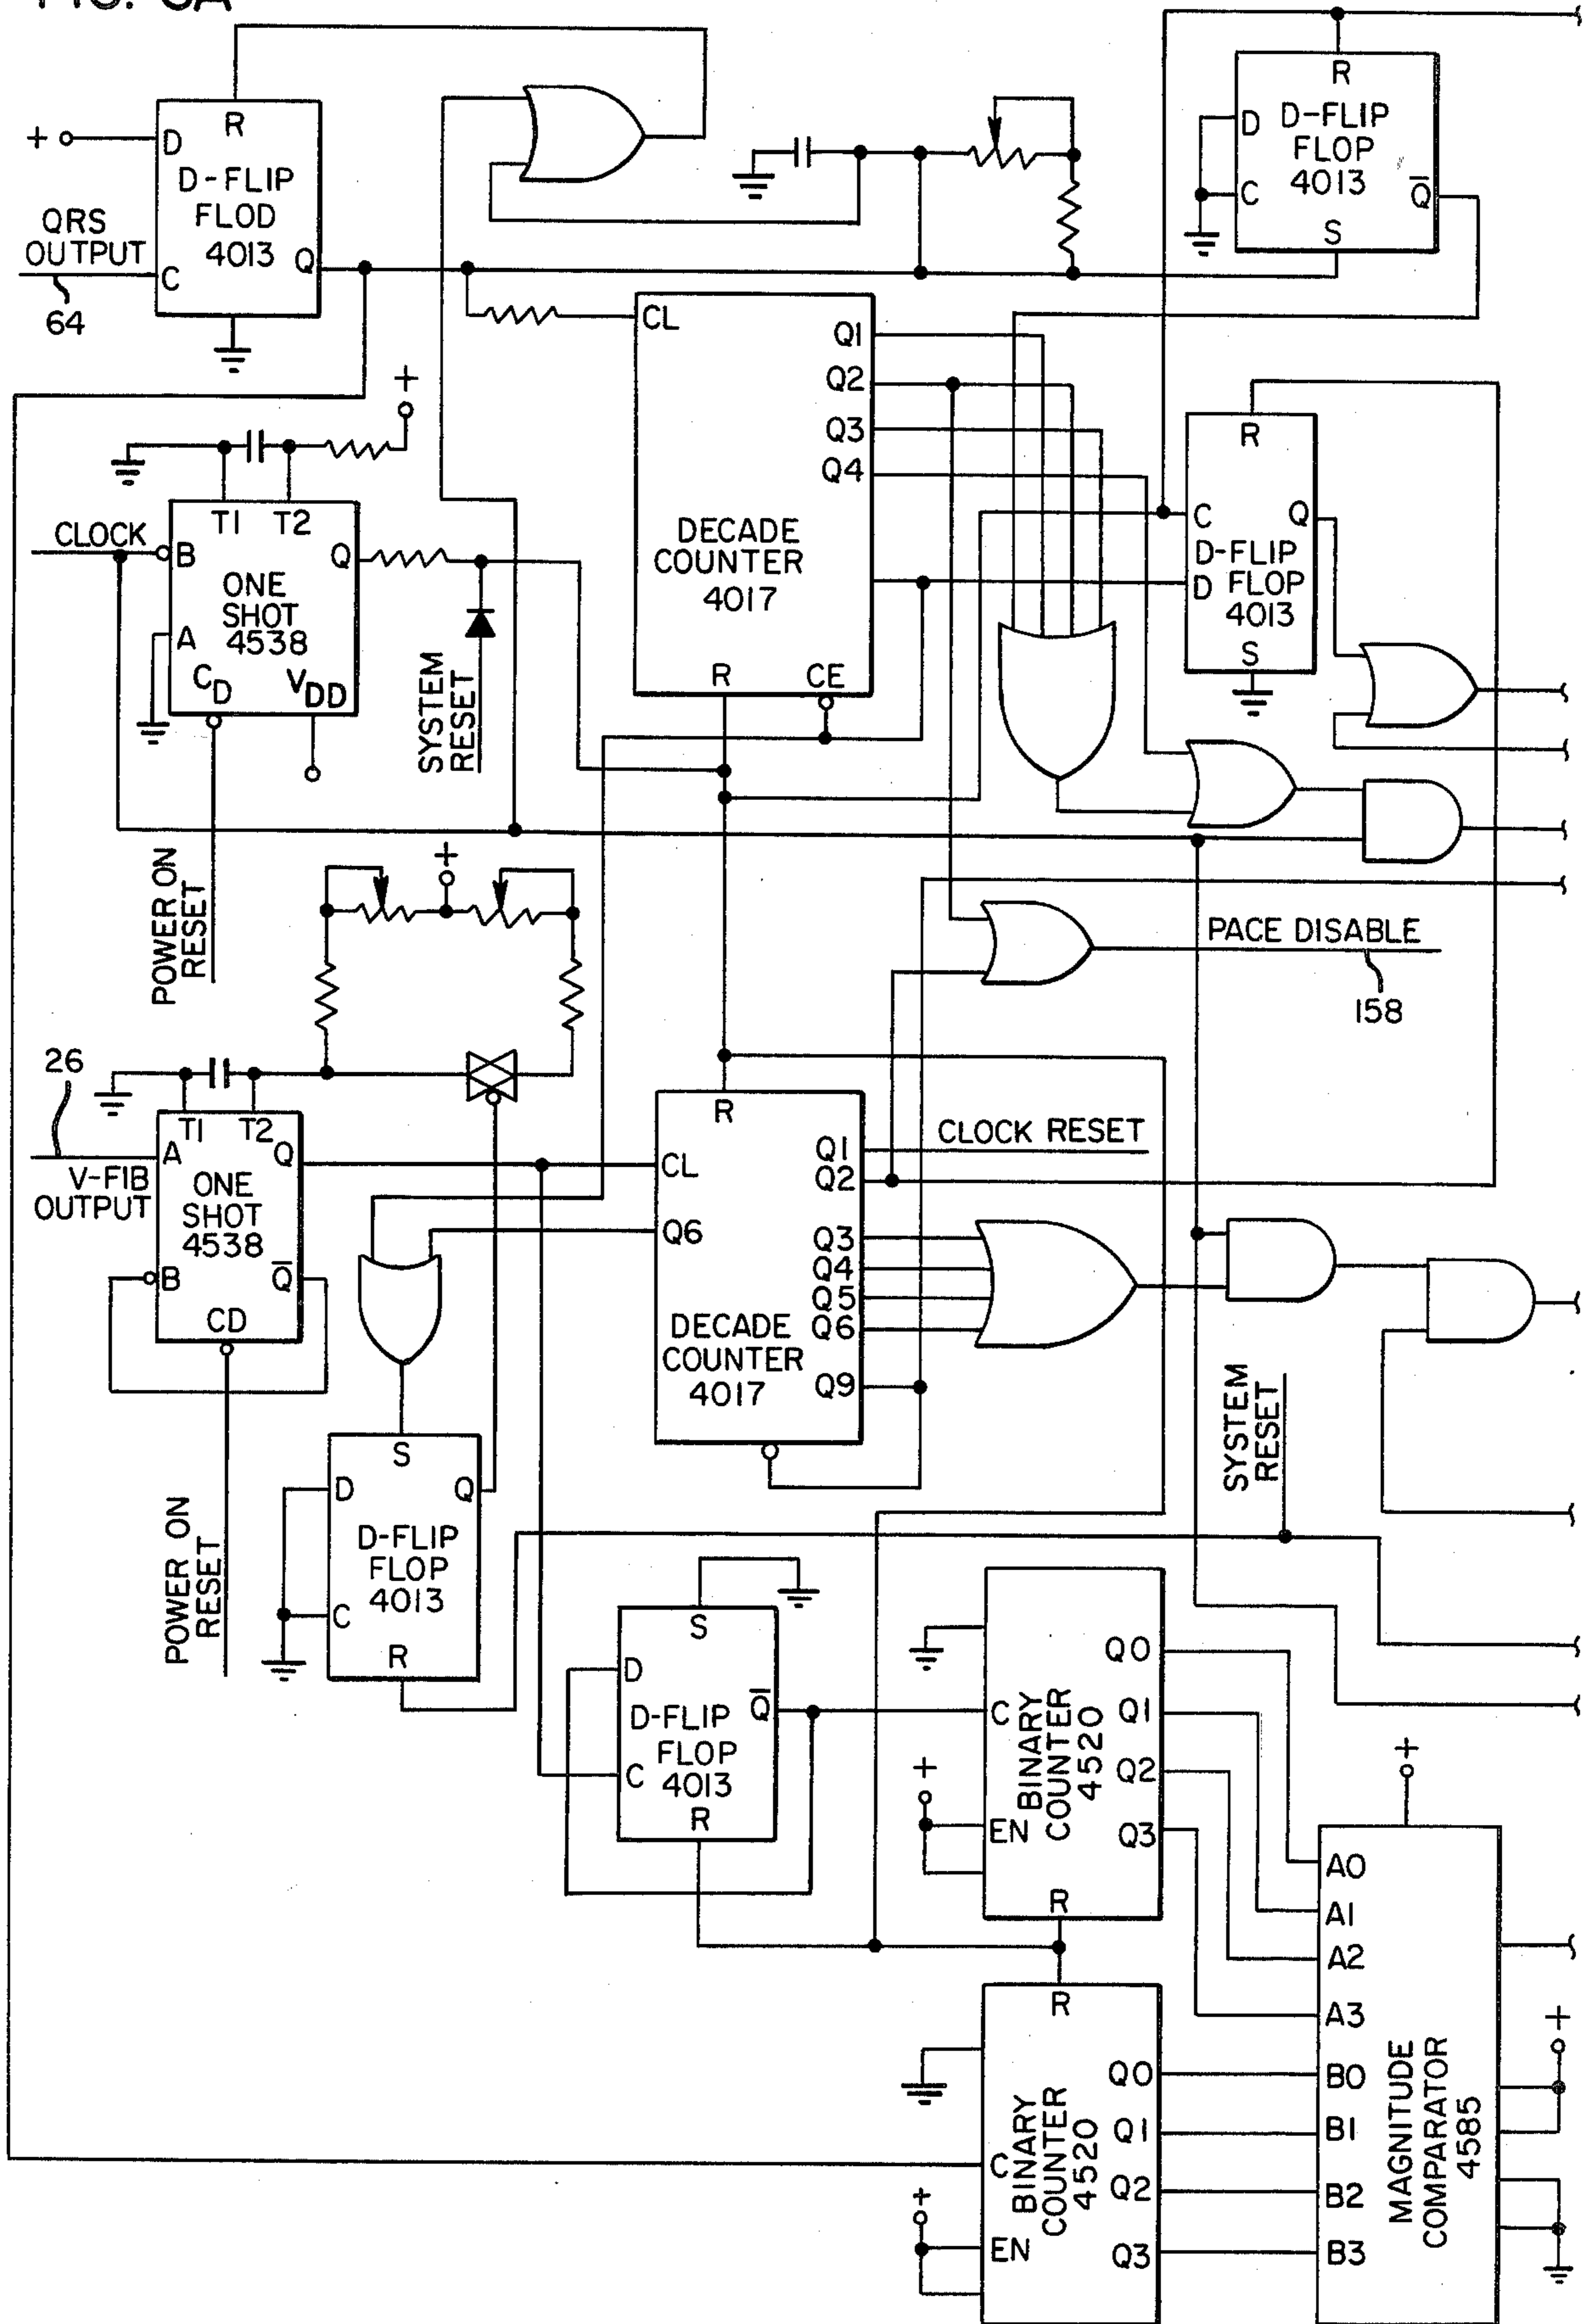 FIG. 6A
R
+
D
D-FLIP
FLOD
4013
QRS
OUTPUT
C
Q
64
R
D
D-FLIP
FLOP
4013
C
Q̅
S
CL
Q1
Q2
Q3
Q4
DECADE
COUNTER
4017
R
CE
+
T1
T2
CLOCK
B
Q
ONE
SHOT
4538
A
CD
VDD
SYSTEM
RESET
POWER ON
RESET
R
C
Q
D-FLIP
D
FLOP
4013
S
+
PACE DISABLE
158
26
T1
T2
A
Q
V-FIB
OUTPUT
ONE
SHOT
4538
B
Q̅
CD
POWER ON
RESET
R
CL
Q1
CLOCK RESET
Q2
Q6
Q3
Q4
Q5
Q6
DECADE
COUNTER
4017
Q9
SYSTEM
RESET
S
D
Q
D-FLIP
FLOP
4013
C
R
S
D
Q̅
D-FLIP
FLOP
4013
C
R
Q0
C
Q1
BINARY
COUNTER
4520
+
Q2
EN
Q3
R
+
A0
A1
A2
A3
B0
B1
B2
B3
MAGNITUDE
COMPARATOR
4585
+
R
Q0
Q1
C
BINARY
COUNTER
4520
Q2
+
EN
Q3